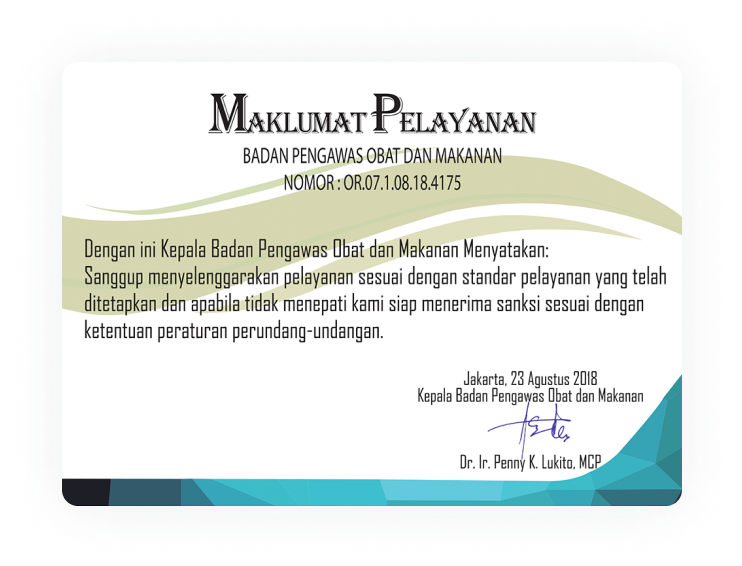 MAKLUMAT PELAYANAN
BADAN PENGAWAS OBAT DAN MAKANAN
NOMOR : OR.07.1.08.18.4175
Dengan ini Kepala Badan Pengawas Obat dan Makanan Menyatakan:
Sanggup menyelenggarakan pelayanan sesuai dengan standar pelayanan yang telah
ditetapkan dan apabila tidak menepati kami siap menerima sanksi sesuai dengan
ketentuan peraturan perundang-undangan.
Jakarta, 23 Agustus 2018
Kepala Badan Pengawas Obat dan Makanan
Dr. Ir. Penny K. Lukito, MCP